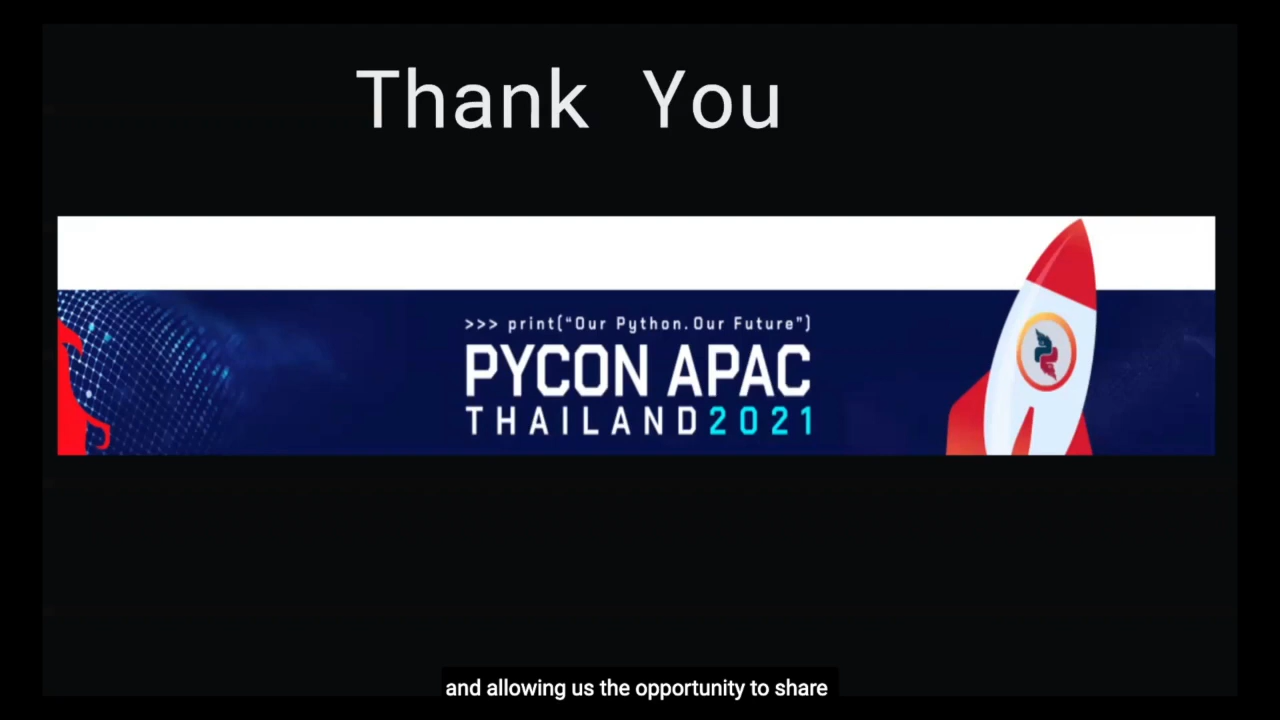 Thank You
>>> print(“Our Python.Our Future”)
PYCON APAC
THAILAND2021
and allowing us the opportunity to share